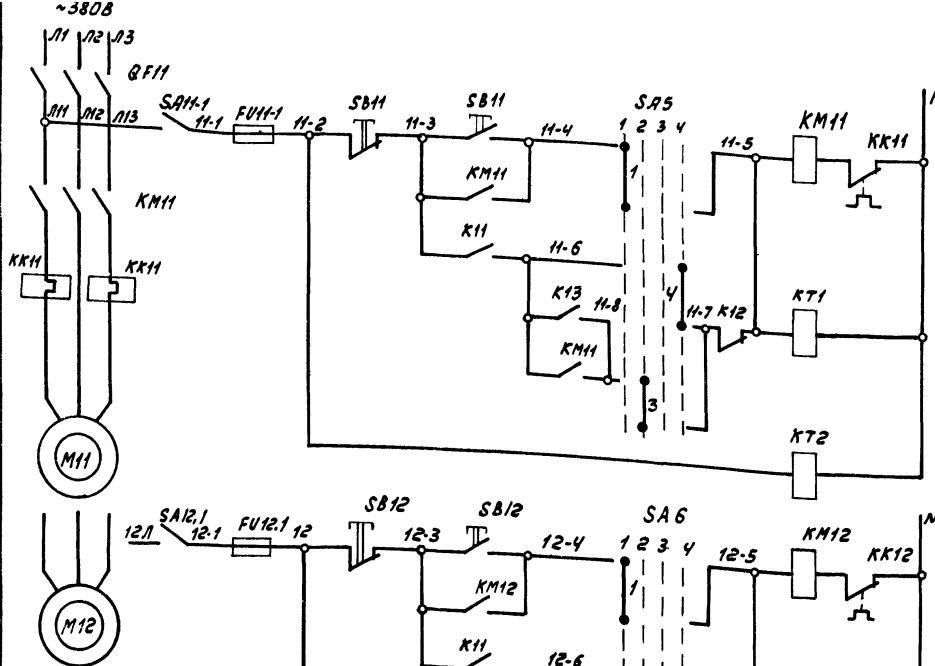 ~380В
Л1 Л2 Л3
QF11
Л11 Л12 Л13
SA11-1
11-1
FU11-1
11-2
SB11
11-3
SB11
11-4
SA5
1 2 3 4
1
11-5
KM11
KK11
KM11
KM11
K11
11-6
KK11
KK11
K13
11-8
4
11-7
K12
KT1
KM11
3
KT2
M11
12Л
SA12,1
12-1
FU12.1
12
SB12
12-3
SB12
12-4
SA6
1 2 3 4
1
12-5
KM12
KK12
M12
KM12
K11
12-6